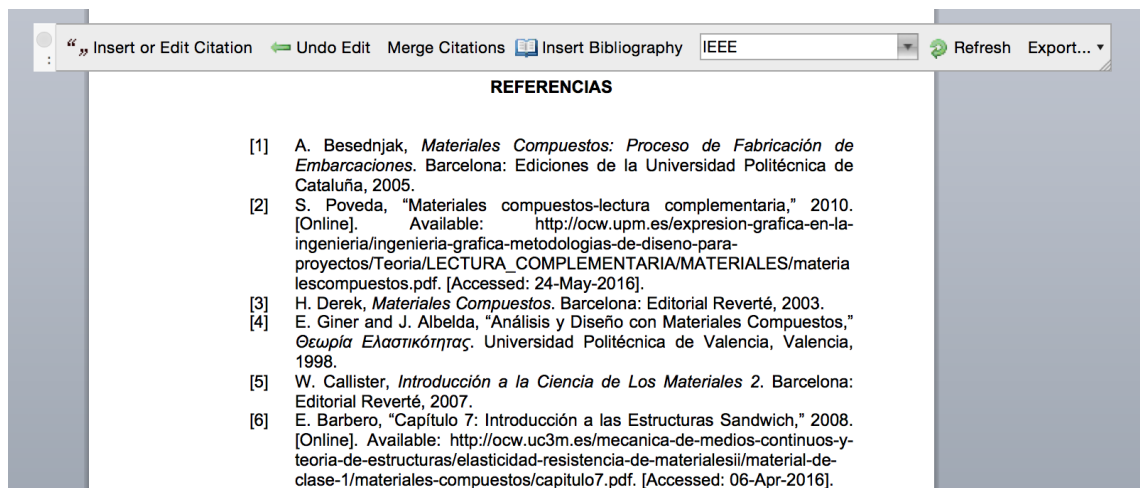 “ „ Insert or Edit Citation Undo Edit Merge Citations Insert Bibliography IEEE Refresh Export...
REFERENCIAS
[1] A. Besednjak, Materiales Compuestos: Proceso de Fabricación de
Embarcaciones. Barcelona: Ediciones de la Universidad Politécnica de
Cataluña, 2005.
[2] S. Poveda, “Materiales compuestos-lectura complementaria,” 2010.
[Online]. Available: http://ocw.upm.es/expresion-grafica-en-la-
ingenieria/ingenieria-grafica-metodologias-de-diseno-para-
proyectos/Teoria/LECTURA_COMPLEMENTARIA/MATERIALES/materia
lescompuestos.pdf. [Accessed: 24-May-2016].
[3] H. Derek, Materiales Compuestos. Barcelona: Editorial Reverté, 2003.
[4] E. Giner and J. Albelda, “Análisis y Diseño con Materiales Compuestos,”
Θεωρία Ελαστικότητας. Universidad Politécnica de Valencia, Valencia,
1998.
[5] W. Callister, Introducción a la Ciencia de Los Materiales 2. Barcelona:
Editorial Reverté, 2007.
[6] E. Barbero, “Capítulo 7: Introducción a las Estructuras Sandwich,” 2008.
[Online]. Available: http://ocw.uc3m.es/mecanica-de-medios-continuos-y-
teoria-de-estructuras/elasticidad-resistencia-de-materialesii/material-de-
clase-1/materiales-compuestos/capitulo7.pdf. [Accessed: 06-Apr-2016].